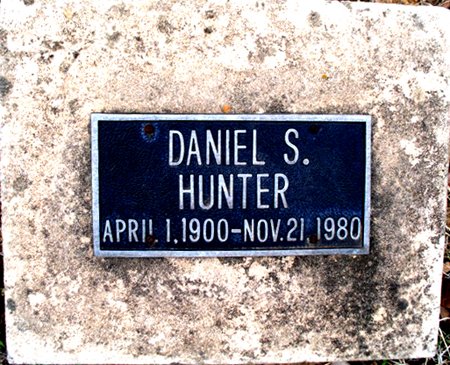 DANIEL S.
HUNTER
APRIL 1, 1900-NOV. 21, 1980